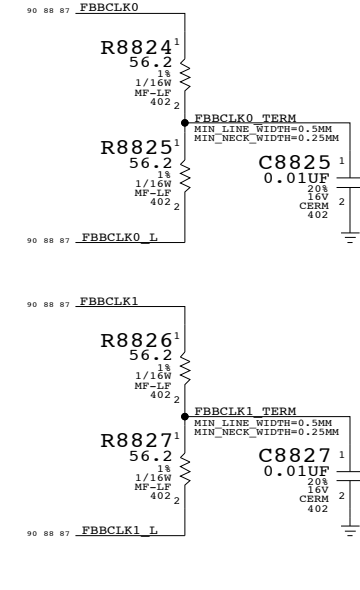 90 88 87 FBBCLK0
R8824 1
56.2
1%
1/16W
MF-LF
402 2
FBBCLK0_TERM
MIN_LINE_WIDTH=0.5MM
MIN_NECK_WIDTH=0.25MM
R8825 1
56.2
1%
1/16W
MF-LF
402 2
C8825 1
0.01UF
20%
16V
CERM 2
402
90 88 87 FBBCLK0_L
90 88 87 FBBCLK1
R8826 1
56.2
1%
1/16W
MF-LF
402 2
FBBCLK1_TERM
MIN_LINE_WIDTH=0.5MM
MIN_NECK_WIDTH=0.25MM
R8827 1
56.2
1%
1/16W
MF-LF
402 2
C8827 1
0.01UF
20%
16V
CERM 2
402
90 88 87 FBBCLK1_L